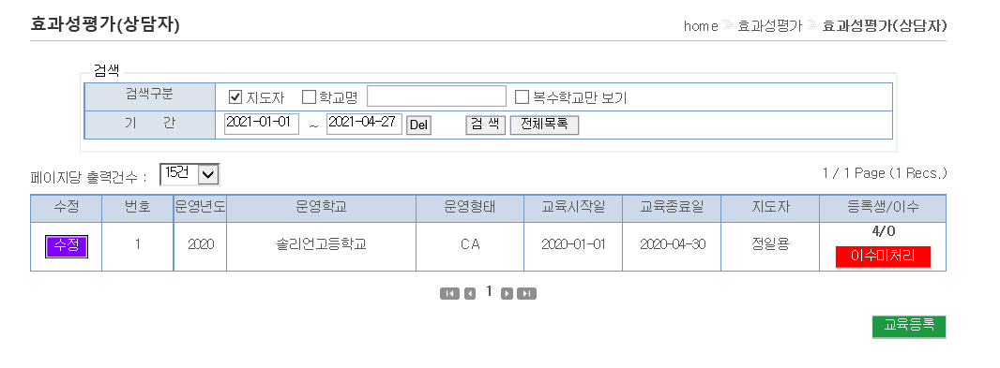 효과성평가(상담자)
home 효과성평가 효과성평가(상담자)
검색
검색구분 지도자 학교명 복수학교만 보기
기 간 2021-01-01 ~ 2021-04-27 Del 검 색 전체목록
페이지당 출력건수 : 15건 1 / 1 Page (1 Recs.)
수정 번호 운영년도 운영학교 운영형태 교육시작일 교육종료일 지도자 등록생/이수
수정 1 2020 솔리언고등학교 CA 2020-01-01 2020-04-30 정일용 4/0
이수미처리
1
교육등록